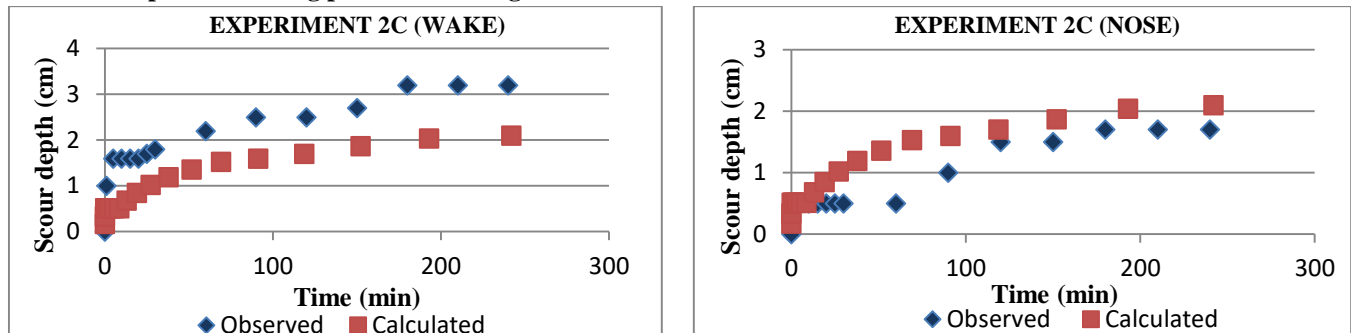 EXPERIMENT 2C (WAKE)
4
3
2
1
0
0
100
200
300
Scour depth (cm)
Time (min)
Observed
Calculated
EXPERIMENT 2C (NOSE)
3
2
1
0
0
100
200
300
Scour depth (cm)
Time (min)
Observed
Calculated